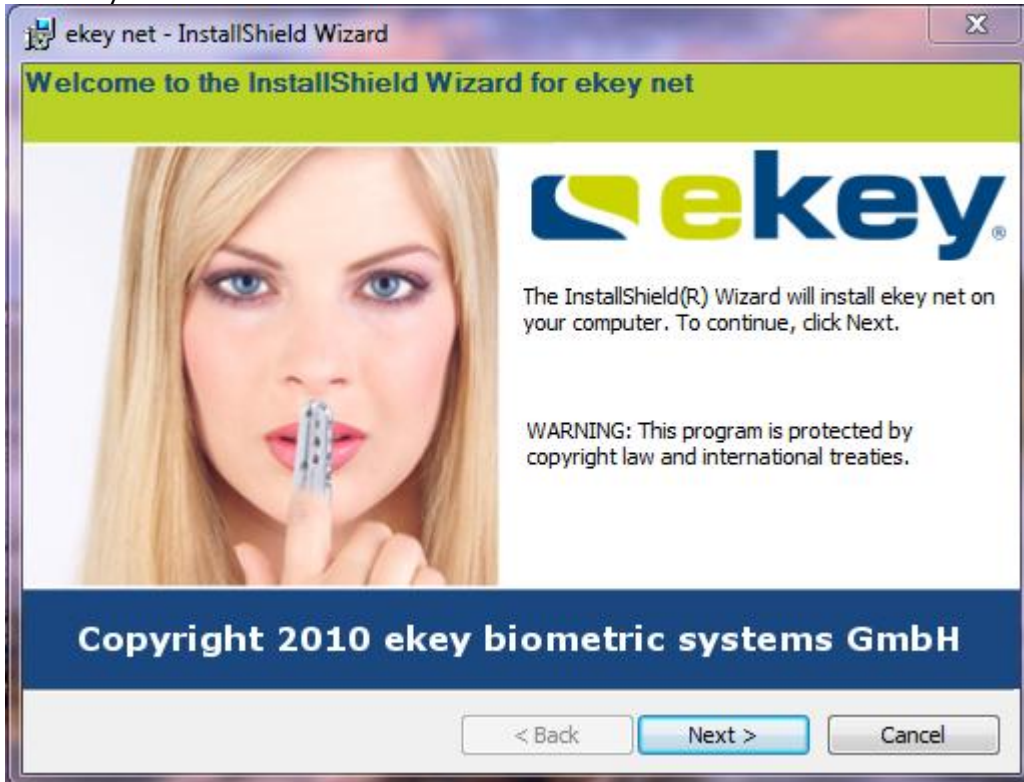 ekey net - InstallShield Wizard
Welcome to the InstallShield Wizard for ekey net
ekey®
The InstallShield(R) Wizard will install ekey net on
your computer. To continue, click Next.
WARNING: This program is protected by
copyright law and international treaties.
Copyright 2010 ekey biometric systems GmbH
< Back
Next >
Cancel